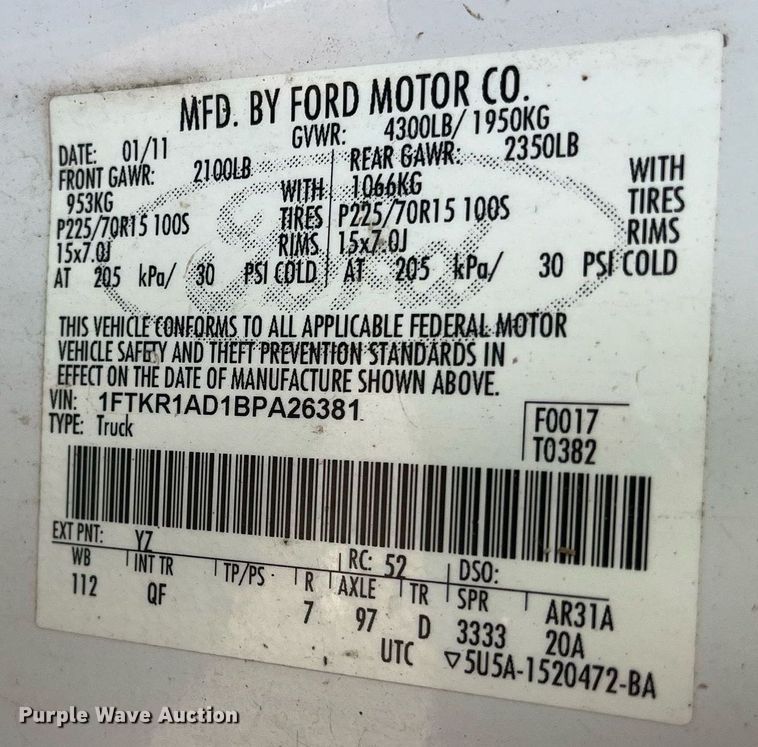 MFD. BY FORD MOTOR CO.
DATE: 01/11 GVWR: 4300LB/ 1950KG
FRONT GAWR: 2100LB REAR GAWR: 2350LB
953KG WITH 1066KG WITH
P225/70R15 100S TIRES P225/70R15 100S TIRES
15x7.0J RIMS 15x7.0J RIMS
AT 205 kPa/ 30 PSI COLD AT 205 kPa/ 30 PSI COLD
Ford
THIS VEHICLE CONFORMS TO ALL APPLICABLE FEDERAL MOTOR
VEHICLE SAFETY AND THEFT PREVENTION STANDARDS IN
EFFECT ON THE DATE OF MANUFACTURE SHOWN ABOVE.
VIN: 1FTKR1AD1BPA26381 F0017
TYPE: Truck T0382
EXT PNT: YZ RC: 52 DSO:
WB INT TR TP/PS R AXLE TR SPR AR31A
112 QF 7 97 D 3333 20A
UTC ▽5U5A-1520472-BA
Purple Wave Auction